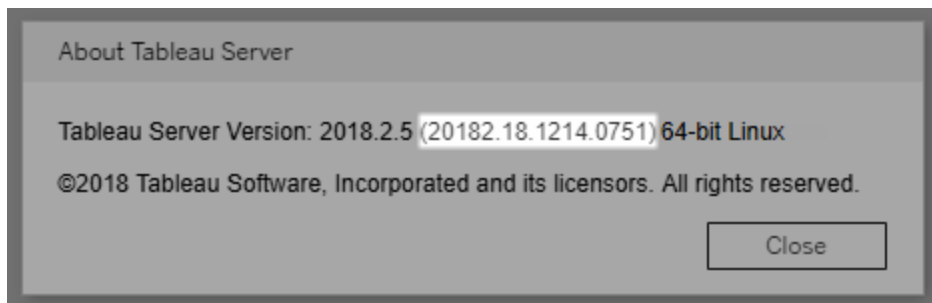 About Tableau Server
Tableau Server Version: 2018.2.5 (20182.18.1214.0751) 64-bit Linux
©2018 Tableau Software, Incorporated and its licensors. All rights reserved.
Close